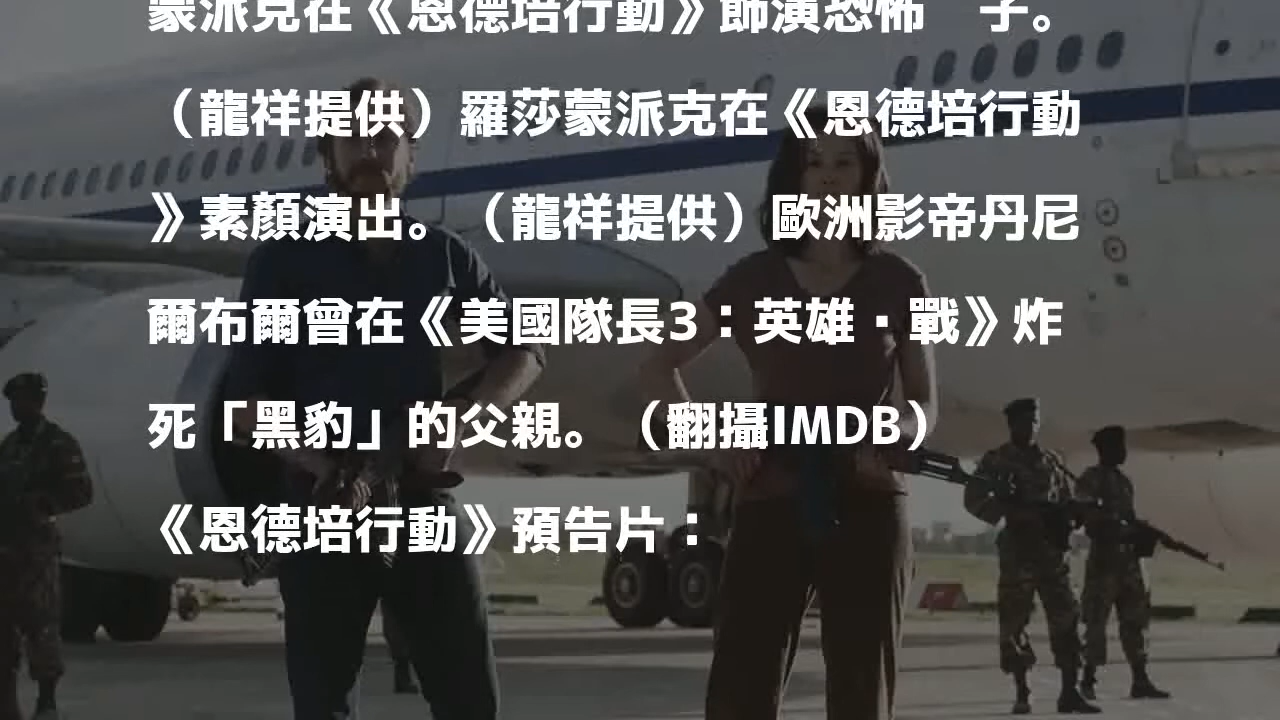 蒙派克在《恩德培行動》飾演恐怖　子。
（龍祥提供）羅莎蒙派克在《恩德培行動
》素顏演出。（龍祥提供）歐洲影帝丹尼
爾布爾曾在《美國隊長3：英雄·戰》炸
死「黑豹」的父親。（翻攝IMDB）
《恩德培行動》預告片：